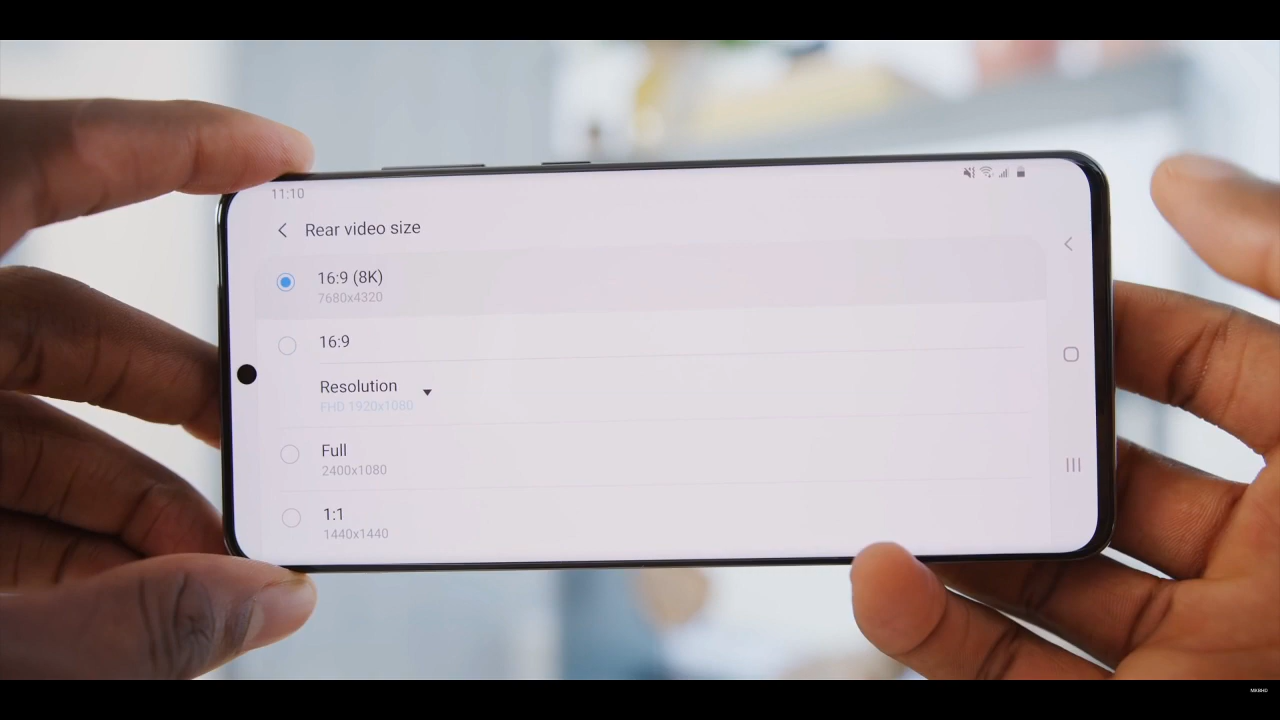 11:10
Rear video size
16:9 (8K)
7680x4320
16:9
Resolution
FHD 1920x1080
Full
2400x1080
1:1
1440x1440
MKBHD